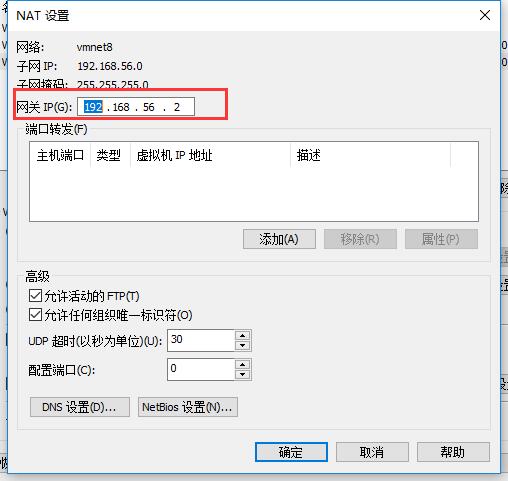 NAT 设置
网络: vmnet8
子网 IP: 192.168.56.0
子网掩码: 255.255.255.0
网关 IP(G): 192 .168 . 56 . 2
端口转发(F)
主机端口 类型 虚拟机 IP 地址 描述
添加(A) 移除(R) 属性(P)
高级
允许活动的 FTP(T)
允许任何组织唯一标识符(O)
UDP 超时(以秒为单位)(U): 30
配置端口(C): 0
DNS 设置(D)... NetBios 设置(N)...
确定 取消 帮助